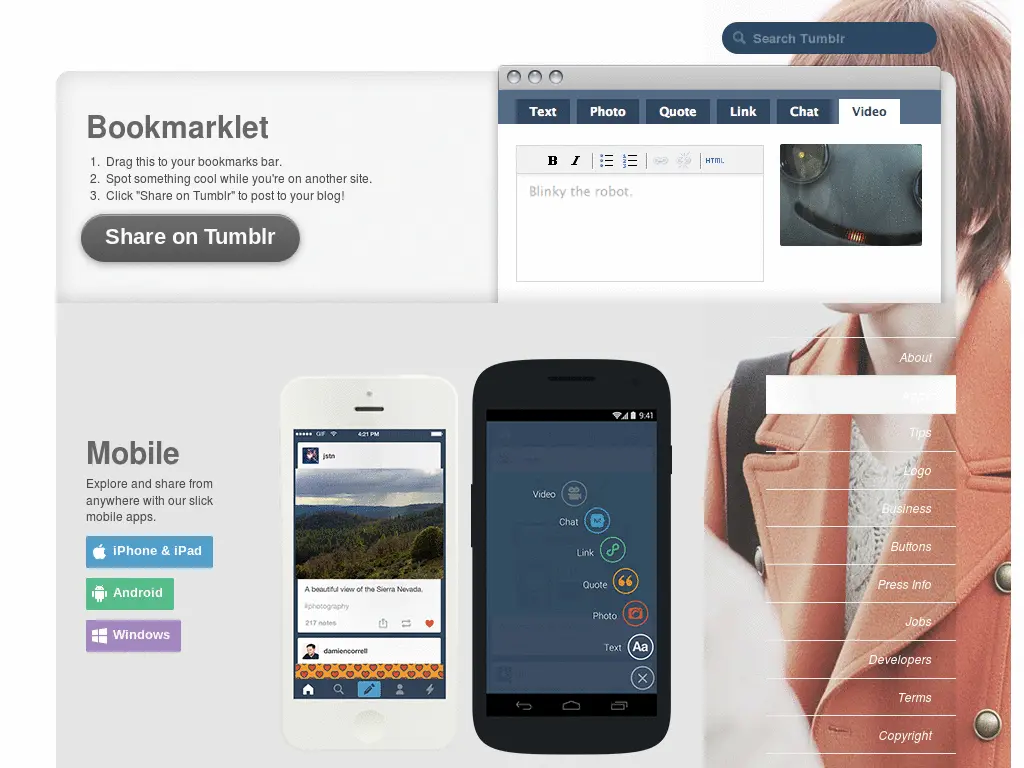 Search Tumblr
Bookmarklet
1. Drag this to your bookmarks bar.
2. Spot something cool while you're on another site.
3. Click "Share on Tumblr" to post to your blog!
Share on Tumblr
Text Photo Quote Link Chat Video
B I HTML
Blinky the robot.
Mobile
Explore and share from
anywhere with our slick
mobile apps.
iPhone & iPad
Android
Windows
GIF 4:21 PM
jstn
A beautiful view of the Sierra Nevada.
#photography
217 notes
damiencorrell
9:41
Video
Chat
Link
Quote
Photo
Text Aa
About
Tips
Logo
Business
Buttons
Press Info
Jobs
Developers
Terms
Copyright